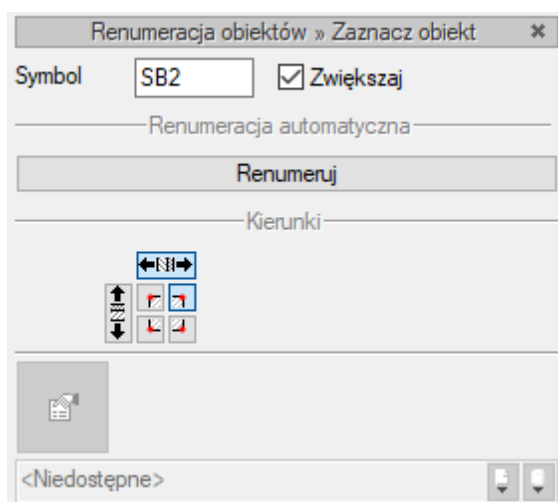 Renumeracja obiektów » Zaznacz obiekt
Symbol SB2 Zwiększaj
Renumeracja automatyczna
Renumeruj
Kierunki
<Niedostępne>